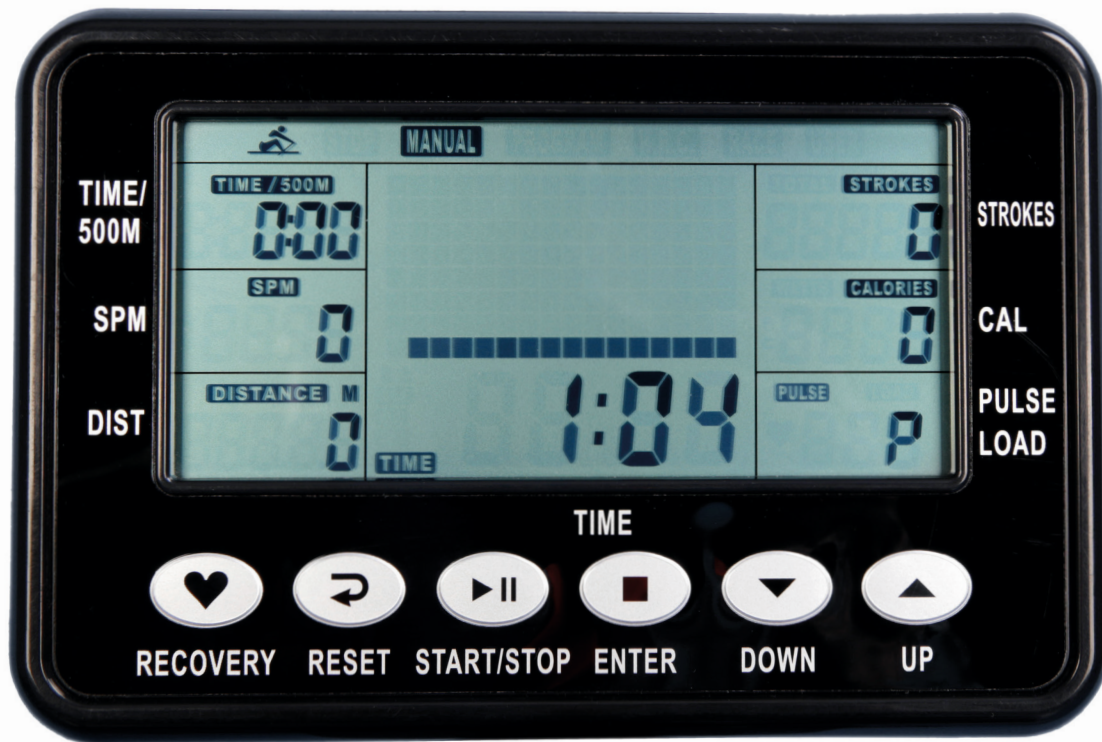 MANUAL
TIME/
500M
TIME/500M
0:00
STROKES
0
STROKES
SPM
SPM
0
CALORIES
0
CAL
DIST
DISTANCE M
0
TIME
1:04
PULSE
P
PULSE
LOAD
TIME
RECOVERY
RESET
START/STOP
ENTER
DOWN
UP